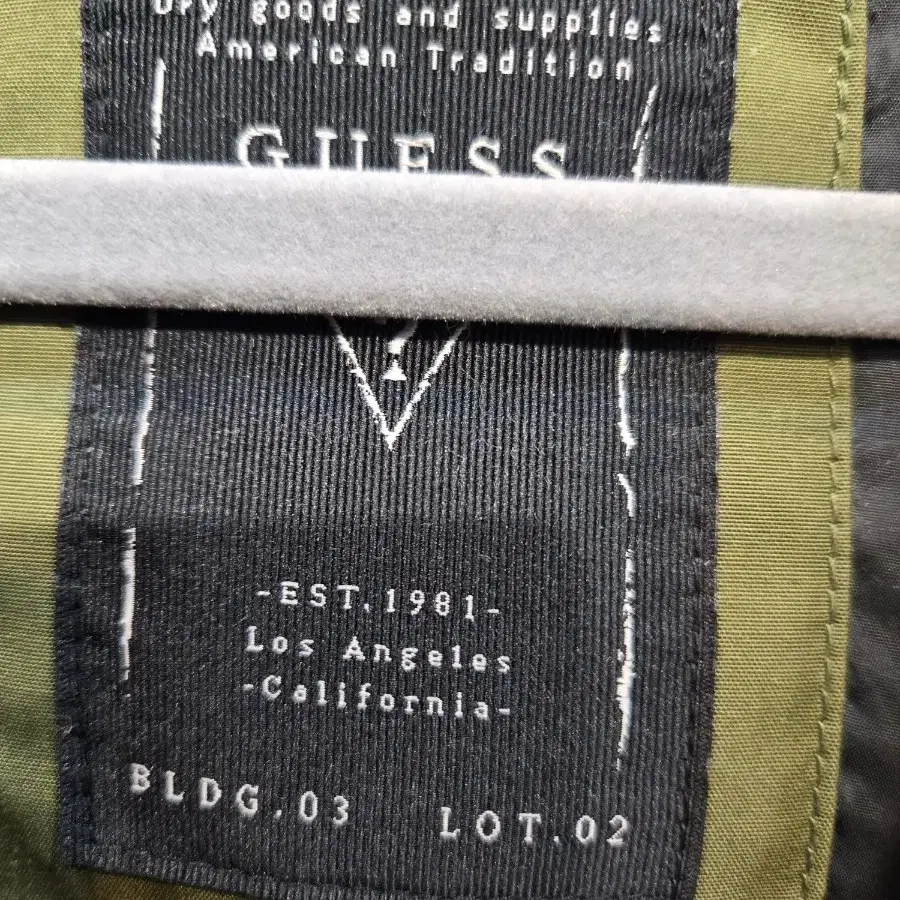 Dry goods and supplies
American Tradition
GUESS
?
-EST.1981-
Los Angeles
-California-
BLDG.03 LOT.02